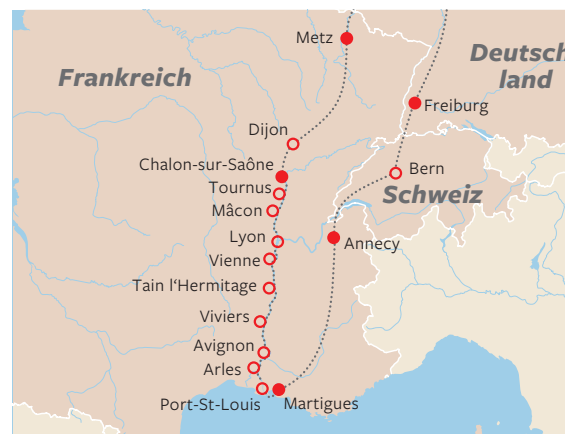 Metz
Deutsch
land
Frankreich
Freiburg
Dijon
Chalon-sur-Saône
Bern
Tournus
Schweiz
Mâcon
Lyon
Annecy
Vienne
Tain l‘Hermitage
Viviers
Avignon
Arles
Port-St-Louis
Martigues